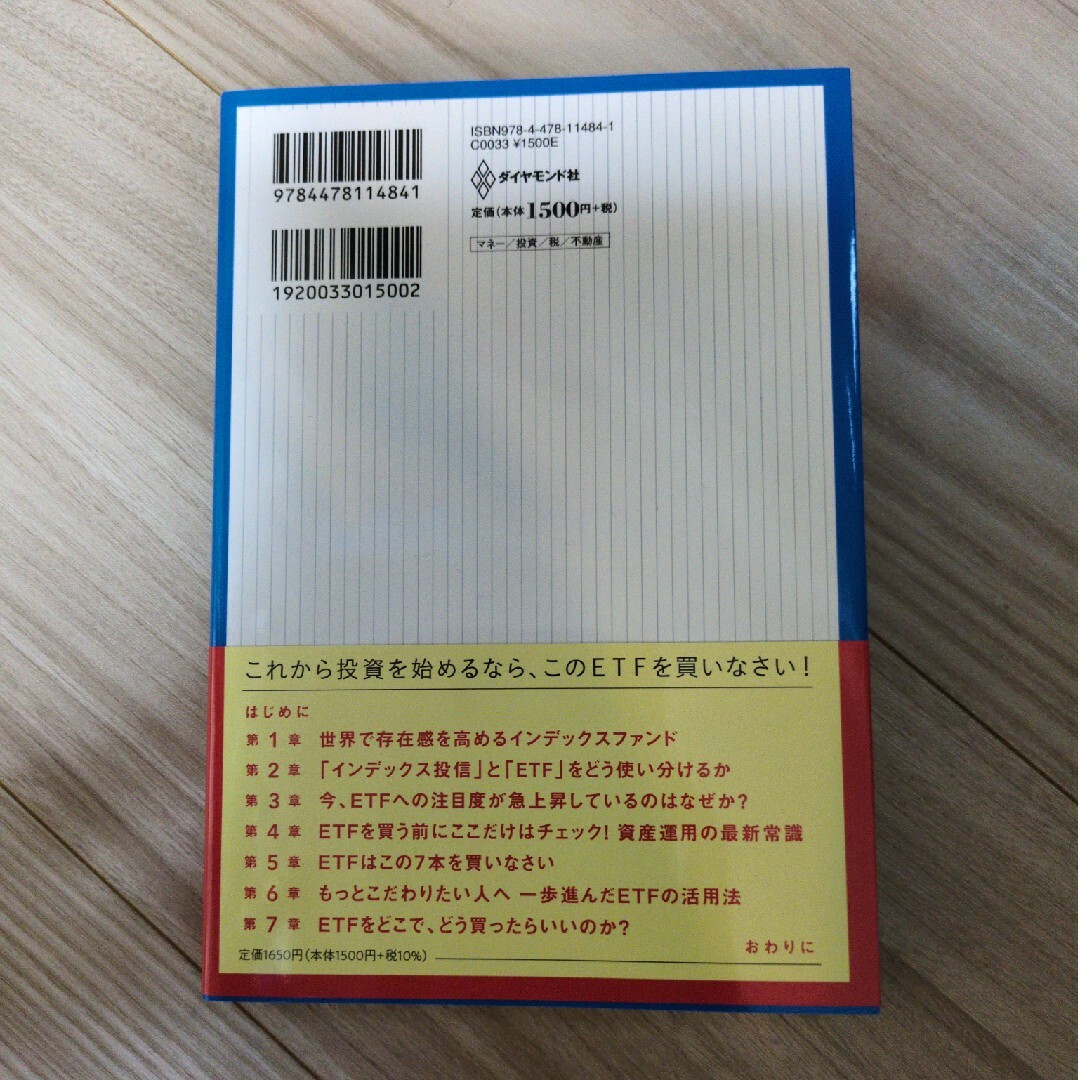 9784478114841
1920033015002
ISBN978-4-478-11484-1
C0033 ¥1500E
ダイヤモンド社
定価(本体1500円+税)
マネー/投資/税/不動産
これから投資を始めるなら、このETFを買いなさい!
はじめに
第1章 世界で存在感を高めるインデックスファンド
第2章 「インデックス投信」と「ETF」をどう使い分けるか
第3章 今、ETFへの注目度が急上昇しているのはなぜか?
第4章 ETFを買う前にここだけはチェック! 資産運用の最新常識
第5章 ETFはこの7本を買いなさい
第6章 もっとこだわりたい人へ 一歩進んだETFの活用法
第7章 ETFをどこで、どう買ったらいいのか?
おわりに
定価1650円(本体1500円+税10%)